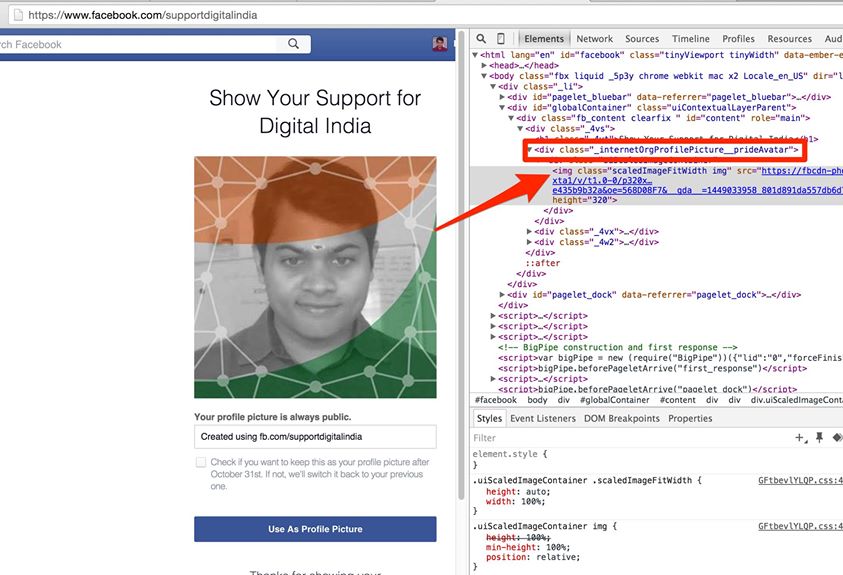 https://www.facebook.com/supportdigitalindia
rch Facebook
Show Your Support for
Digital India
Your profile picture is always public.
Created using fb.com/supportdigitalindia
Check if you want to keep this as your profile picture after
October 31st. If not, we'll switch it back to your previous
one.
Use As Profile Picture
Thanks for showing your
Elements Network Sources Timeline Profiles Resources Aud
<html lang="en" id="facebook" class="tinyViewport tinyWidth" data-ember-e
<head>…</head>
<body class="fbx liquid _5p3y chrome webkit mac x2 Locale_en_US" dir="l
<div class="_li">
<div id="pagelet_bluebar" data-referrer="pagelet_bluebar">…</div>
<div id="globalContainer" class="uiContextualLayerParent">
<div class="fb_content clearfix " id="content" role="main">
<div class="_4vs">
<h1 class="_4ut">Show Your Support for Digital India</h1>
<div class="_internetOrgProfilePicture__prideAvatar">
<img class="scaledImageFitWidth img" src="https://fbcdn-pho
xta1/v/t1.0-0/p320x…
e435b9b32a&oe=568D08F7&__gda__=1449033958_801d891da557db6d7
height="320">
</div>
</div>
<div class="_4vx">…</div>
<div class="_4w2">…</div>
::after
</div>
</div>
<div id="pagelet_dock" data-referrer="pagelet_dock">…</div>
</div>
<script>…</script>
<script>…</script>
<script>…</script>
<!-- BigPipe construction and first response -->
<script>var bigPipe = new (require("BigPipe"))({"lid":"0","forceFinis
<script>bigPipe.beforePageletArrive("first_response")</script>
<script>…</script>
<script>bigPipe.beforePageletArrive("pagelet_dock")</script>
#facebook body div #globalContainer #content div div div.uiScaledImageConta
Styles Event Listeners DOM Breakpoints Properties
Filter
element.style {
}
.uiScaledImageContainer .scaledImageFitWidth { GFtbevlYLQP.css:4
height: auto;
width: 100%;
}
.uiScaledImageContainer img { GFtbevlYLQP.css:4
height: 100%;
min-height: 100%;
position: relative;
}